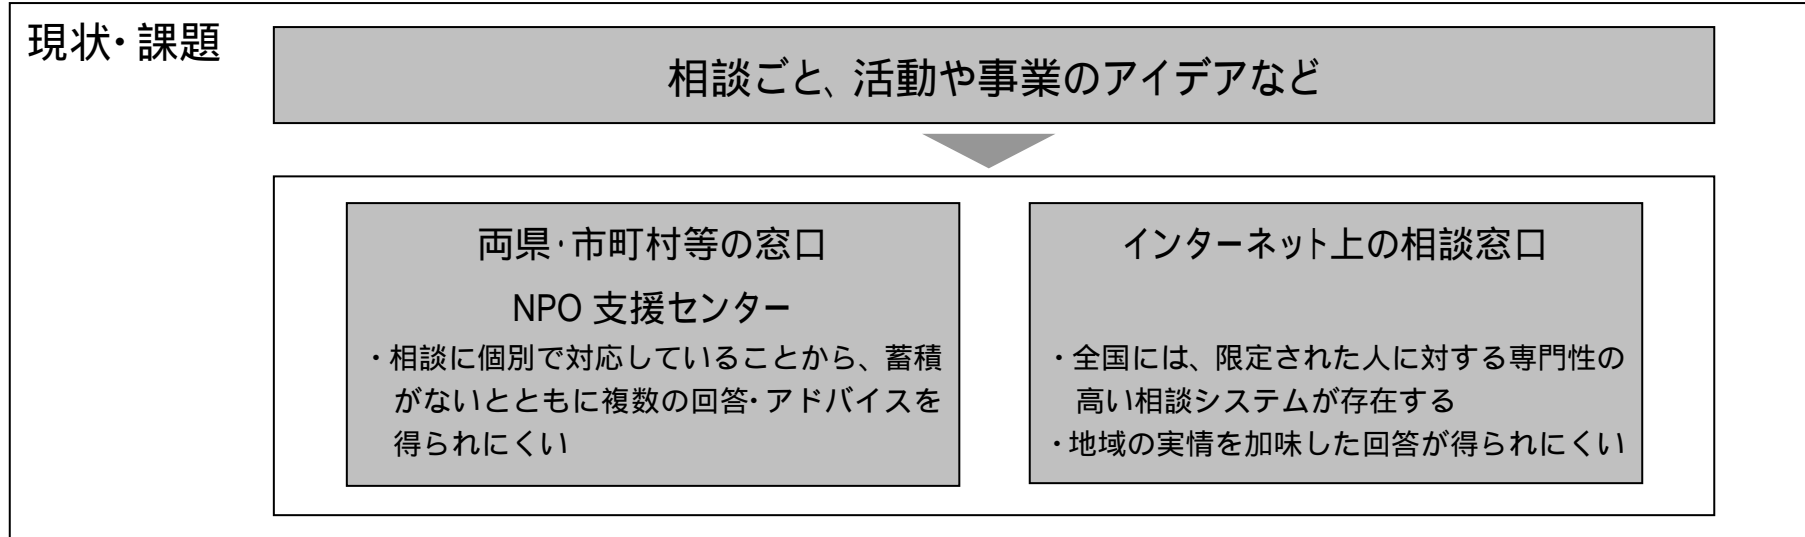 現状・課題
相談ごと、活動や事業のアイデアなど
両県・市町村等の窓口
NPO 支援センター
・相談に個別で対応していることから、蓄積
がないとともに複数の回答・アドバイスを
得られにくい
インターネット上の相談窓口
・全国には、限定された人に対する専門性の
高い相談システムが存在する
・地域の実情を加味した回答が得られにくい